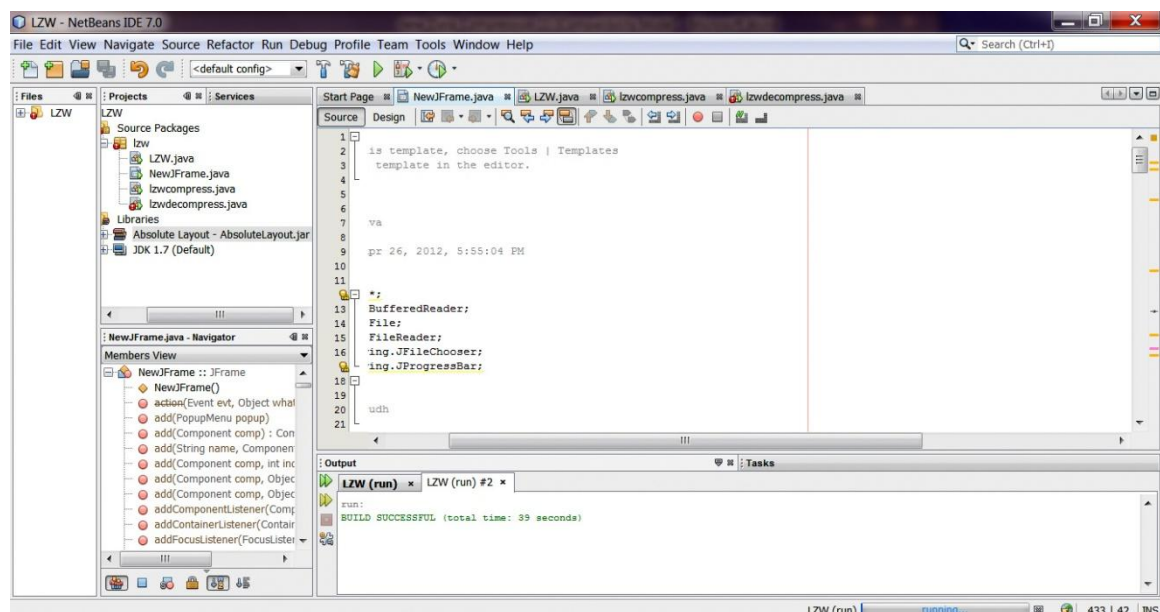 LZW - NetBeans IDE 7.0
File Edit View Navigate Source Refactor Run Debug Profile Team Tools Window Help
Search (Ctrl+I)
<default config>
Files
LZW
Projects
Services
LZW
Source Packages
lzw
LZW.java
NewJFrame.java
lzwcompress.java
lzwdecompress.java
Libraries
Absolute Layout - AbsoluteLayout.jar
JDK 1.7 (Default)
NewJFrame.java - Navigator
Members View
NewJFrame :: JFrame
NewJFrame()
action(Event evt, Object what
add(PopupMenu popup)
add(Component comp) : Com
add(String name, Component
add(Component comp, int ind
add(Component comp, Objec
add(Component comp, Objec
addComponentListener(Comp
addContainerListener(Contair
addFocusListener(FocusLister
Start Page
NewJFrame.java
LZW.java
lzwcompress.java
lzwdecompress.java
Source Design
1
2 is template, choose Tools | Templates
3 template in the editor.
4
5
6
7 va
8
9 pr 26, 2012, 5:55:04 PM
10
11
*;
13 BufferedReader;
14 File;
15 FileReader;
16 ing.JFileChooser;
ing.JProgressBar;
18
19
20 udh
21
Output
Tasks
LZW (run)
LZW (run) #2
run:
BUILD SUCCESSFUL (total time: 39 seconds)
LZW (run) running...
433 | 42 INS